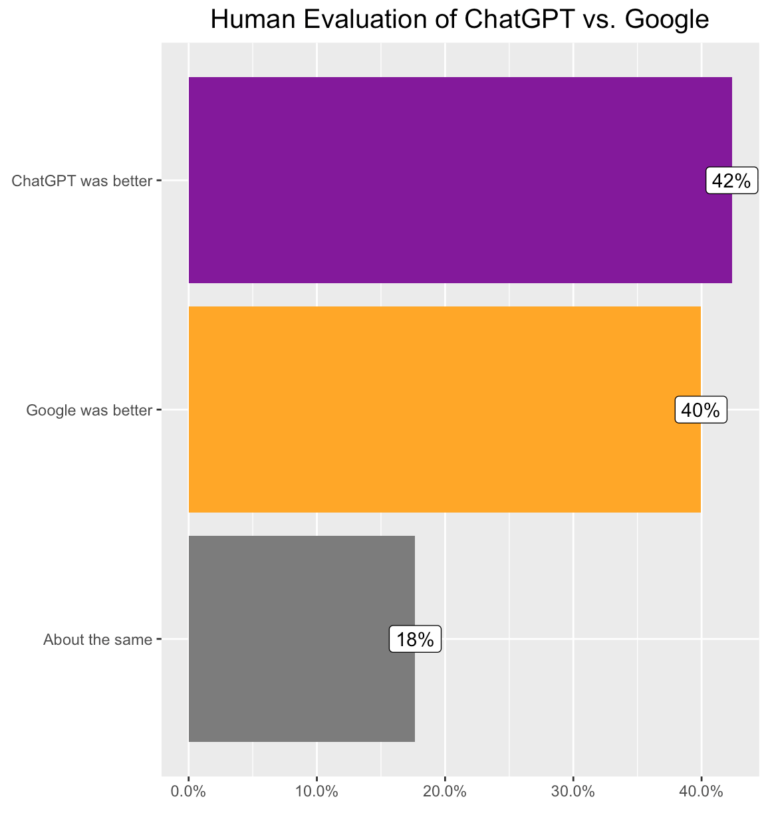 Human Evaluation of ChatGPT vs. Google
ChatGPT was better
42%
Google was better
40%
About the same
18%
0.0% 10.0% 20.0% 30.0% 40.0%